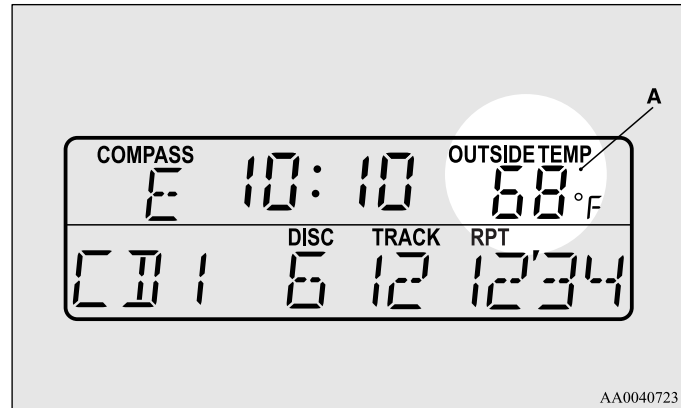 A
COMPASS OUTSIDE TEMP
E 10:10 68°F
DISC TRACK RPT
CD1 6 12 12'34
AA0040723